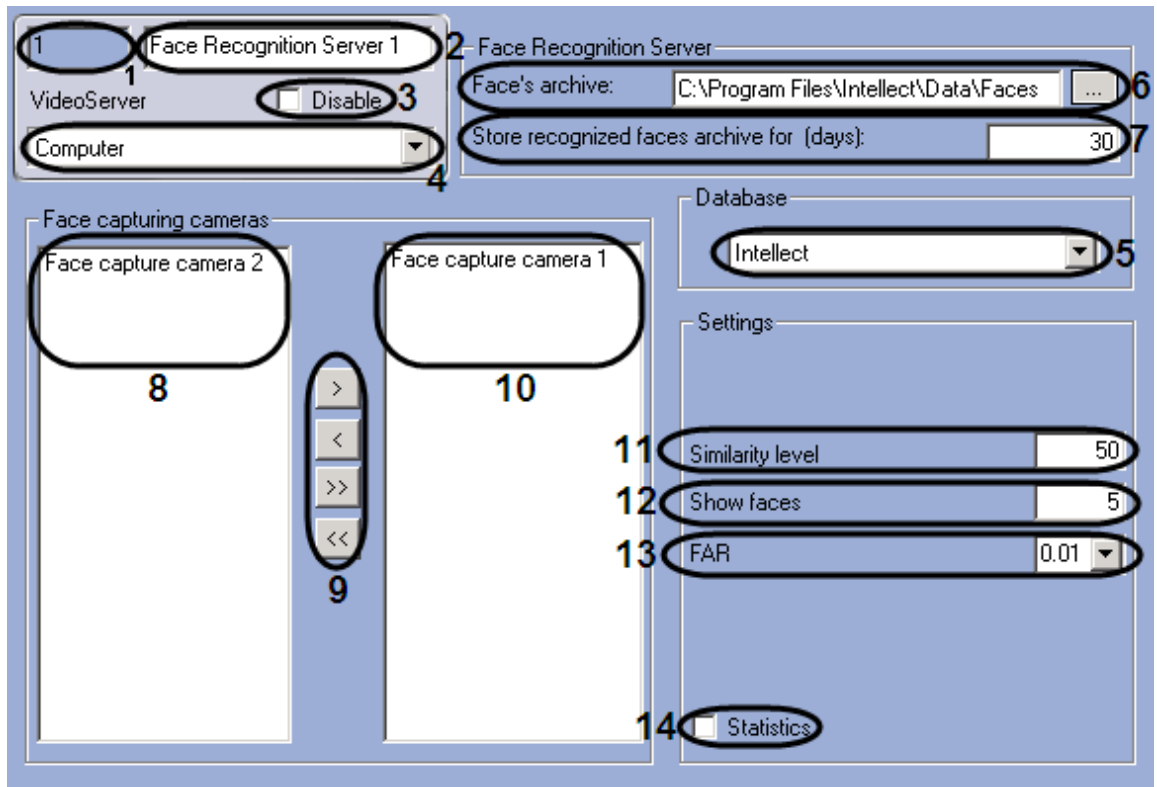 1
Face Recognition Server 1
1
2
VideoServer
Disable
3
Computer
4
Face Recognition Server
Face's archive:
C:\Program Files\Intellect\Data\Faces
...
6
Store recognized faces archive for (days):
30
7
Database
Intellect
5
Face capturing cameras
Face capture camera 2
8
>
<
>>
<<
9
Face capture camera 1
10
Settings
11
Similarity level
50
12
Show faces
5
13
FAR
0.01
14
Statistics